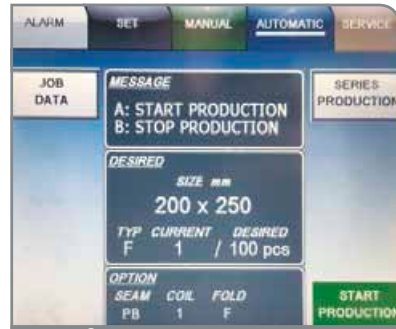 ALARM SET MANUAL AUTOMATIC SERVICE
JOB DATA
MESSAGE
A: START PRODUCTION
B: STOP PRODUCTION
SERIES PRODUCTION
DESIRED
SIZE mm
200 x 250
TYP CURRENT DESIRED
F 1 / 100 pcs
OPTION
SEAM COIL FOLD
PB 1 F
START PRODUCTION